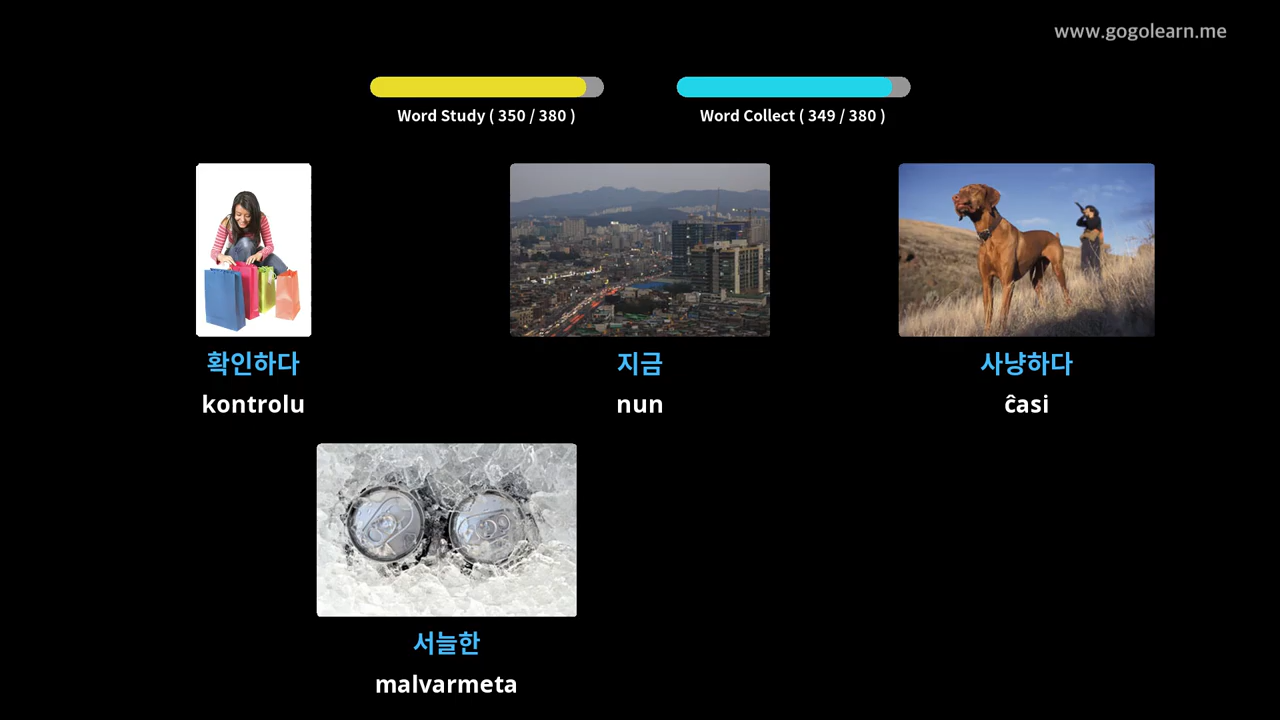 www.gogolearn.me
Word Study ( 350 / 380 )
Word Collect ( 349 / 380 )
확인하다
kontrolu
지금
nun
사냥하다
ĉasi
서늘한
malvarmeta